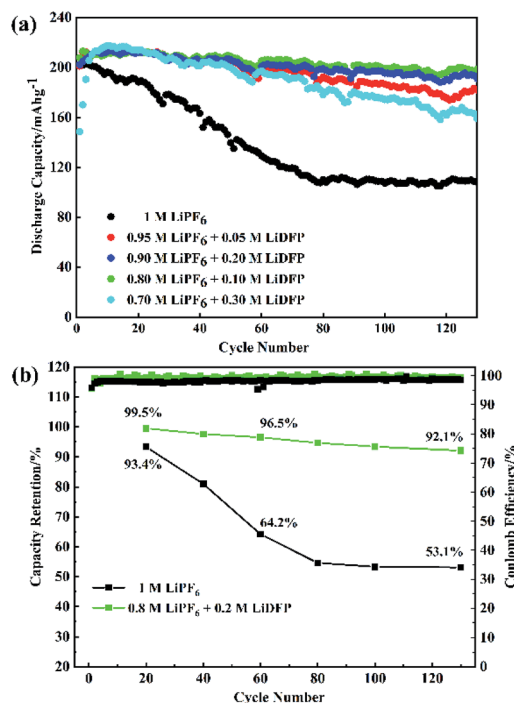 (a)
240
200
160
120
80
40
0
Discharge Capacity/mAhg-1
1 M LiPF6
0.95 M LiPF6 + 0.05 M LiDFP
0.90 M LiPF6 + 0.20 M LiDFP
0.80 M LiPF6 + 0.10 M LiDFP
0.70 M LiPF6 + 0.30 M LiDFP
0 20 40 60 80 100 120
Cycle Number
(b)
120
115
110
105
100
95
90
85
80
75
70
65
60
55
50
45
40
35
30
25
20
Capacity Retention/%
99.5%
96.5%
92.1%
93.4%
64.2%
53.1%
1 M LiPF6
0.8 M LiPF6 + 0.2 M LiDFP
100
90
80
70
60
50
40
30
20
10
0
Coulomb Efficiency/%
0 20 40 60 80 100 120
Cycle Number